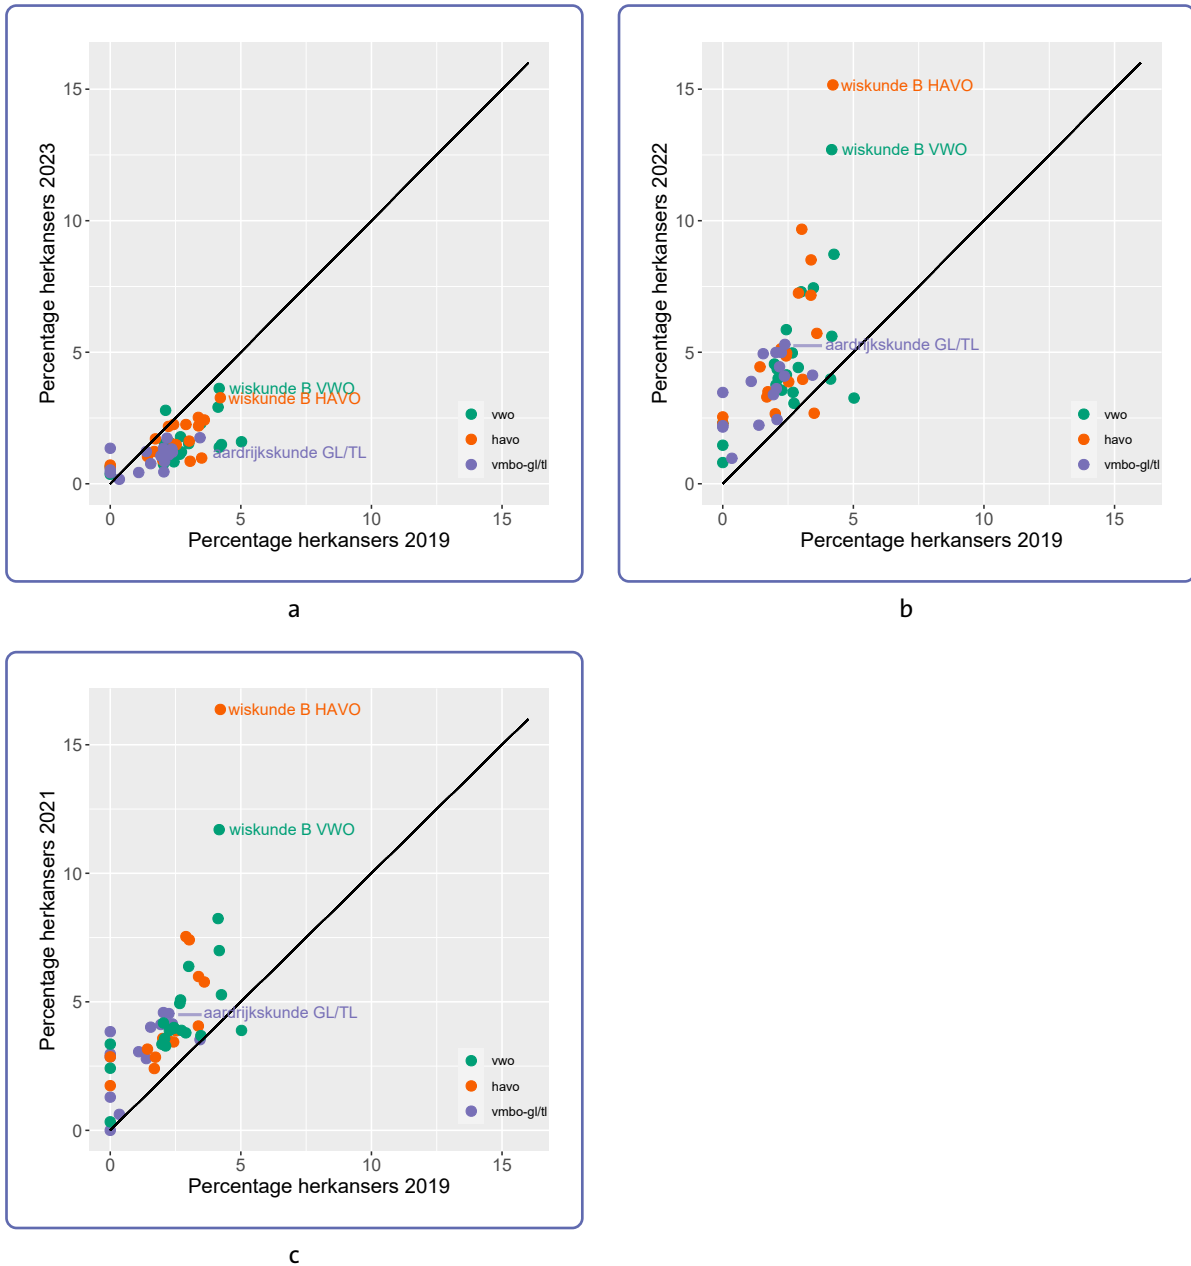 15
10
5
0
Percentage herkansers 2023
wiskunde B VWO
wiskunde B HAVO
aardrijkskunde GL/TL
vwo
havo
vmbo-gl/tl
0 5 10 15
Percentage herkansers 2019
a
15
10
5
0
Percentage herkansers 2022
wiskunde B HAVO
wiskunde B VWO
aardrijkskunde GL/TL
vwo
havo
vmbo-gl/tl
0 5 10 15
Percentage herkansers 2019
b
15
10
5
0
Percentage herkansers 2021
wiskunde B HAVO
wiskunde B VWO
aardrijkskunde GL/TL
vwo
havo
vmbo-gl/tl
0 5 10 15
Percentage herkansers 2019
c